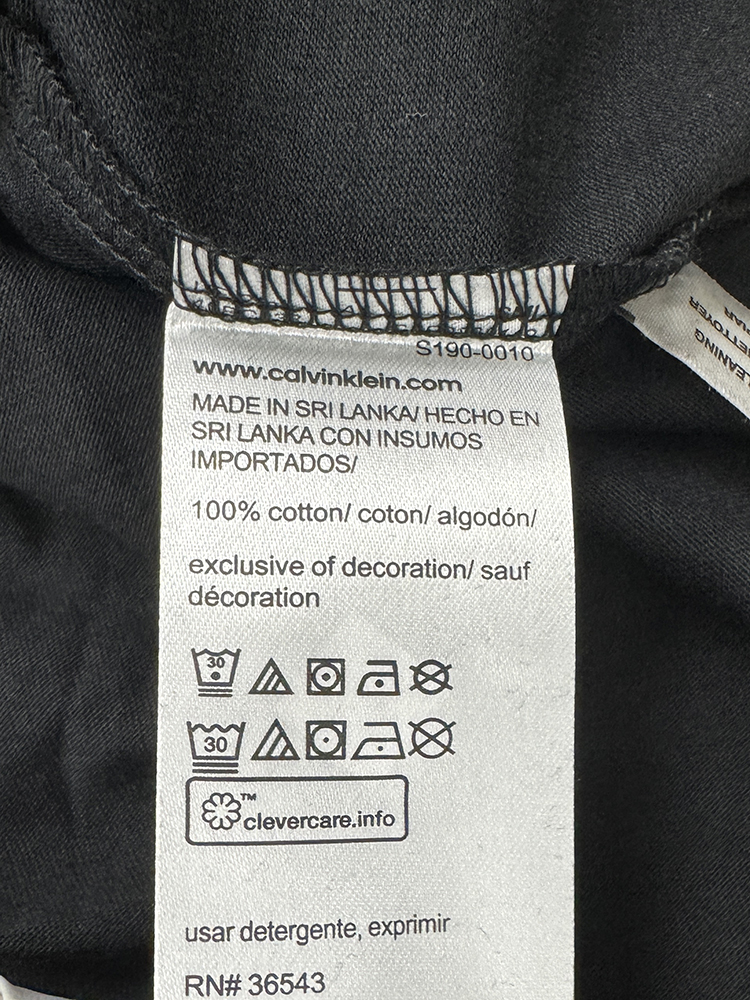 S190-0010
www.calvinklein.com
MADE IN SRI LANKA/ HECHO EN
SRI LANKA CON INSUMOS
IMPORTADOS/
100% cotton/ coton/ algodón/
exclusive of decoration/ sauf
décoration
30
30
™
clevercare.info
usar detergente, exprimir
RN# 36543